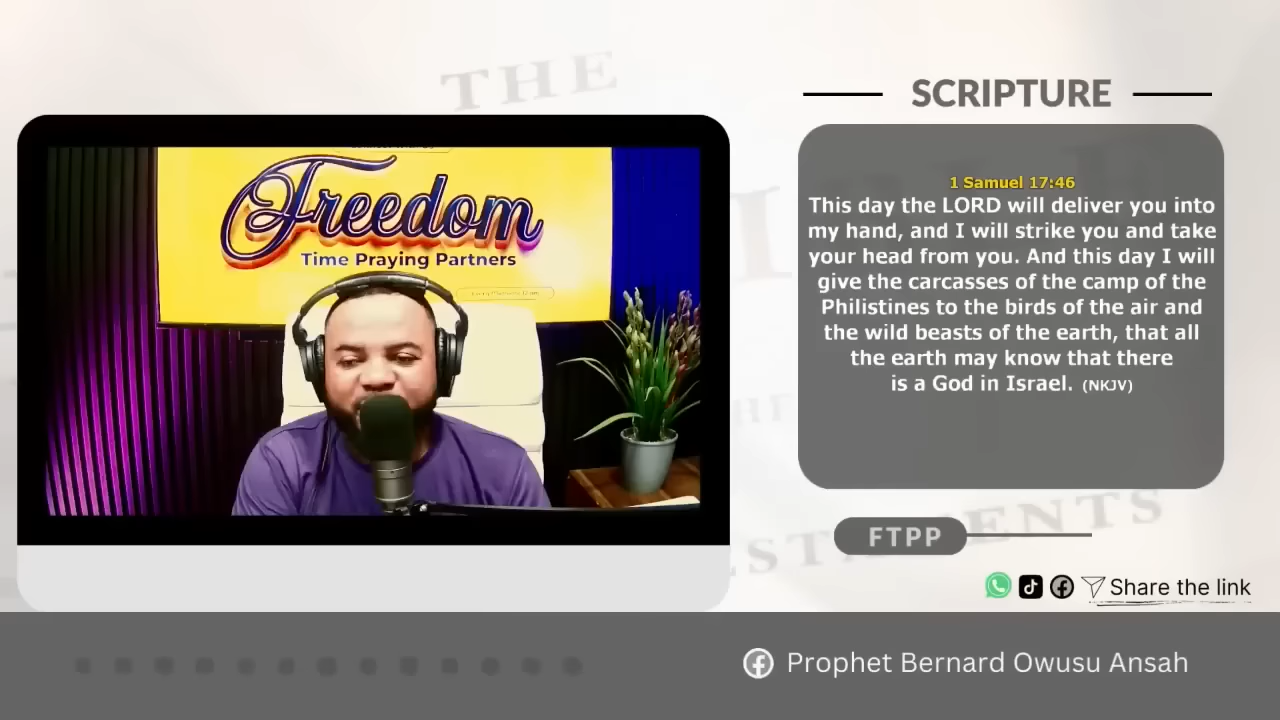 THE
SCRIPTURE
Freedom
Time Praying Partners
1 Samuel 17:46
This day the LORD will deliver you into
my hand, and I will strike you and take
your head from you. And this day I will
give the carcasses of the camp of the
Philistines to the birds of the air and
the wild beasts of the earth, that all
the earth may know that there
is a God in Israel. (NKJV)
FTPP
Share the link
Prophet Bernard Owusu Ansah